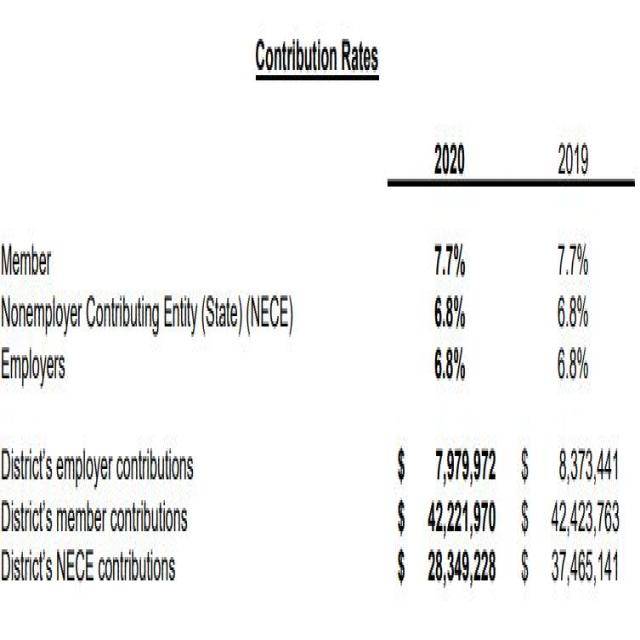 Contribution Rates
2020 2019
Member 7.7% 7.7%
Nonemployer Contributing Entity (State) (NECE) 6.8% 6.8%
Employers 6.8% 6.8%
District's employer contributions $ 7,979,972 $ 8,373,441
District's member contributions $ 42,221,970 $ 42,423,763
District's NECE contributions $ 28,349,228 $ 37,465,141